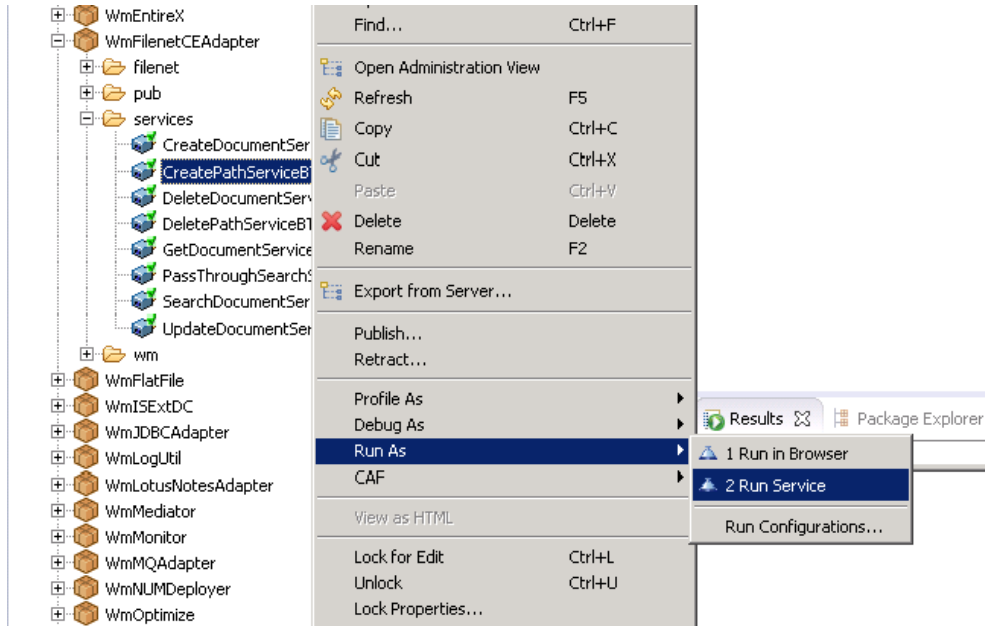 WmEntireX
WmFilenetCEAdapter
filenet
pub
services
CreateDocumentSer
CreatePathServiceBT
DeleteDocumentServ
DeletePathServiceBT
GetDocumentService
PassThroughSearchS
SearchDocumentSer
UpdateDocumentSer
wm
WmFlatFile
WmISExtDC
WmJDBCAdapter
WmLogUtil
WmLotusNotesAdapter
WmMediator
WmMonitor
WmMQAdapter
WmNUMDeployer
WmOptimize
Find... Ctrl+F
Open Administration View
Refresh F5
Copy Ctrl+C
Cut Ctrl+X
Paste Ctrl+V
Delete Delete
Rename F2
Export from Server...
Publish...
Retract...
Profile As
Debug As
Run As
CAF
View as HTML
Lock for Edit Ctrl+L
Unlock Ctrl+U
Lock Properties...
Results Package Explorer
1 Run in Browser
2 Run Service
Run Configurations...